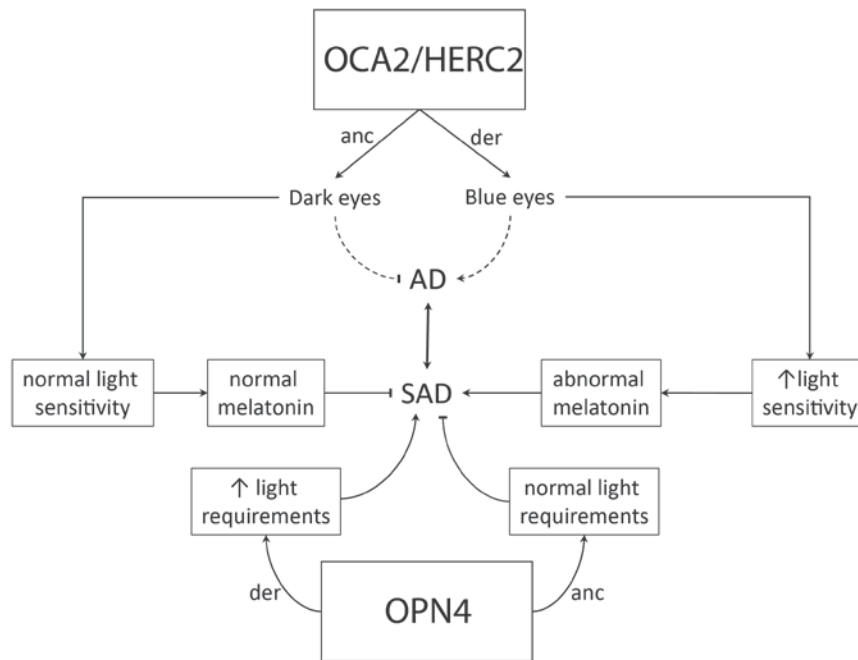 OCA2/HERC2
anc
der
Dark eyes
Blue eyes
AD
normal light
sensitivity
normal
melatonin
SAD
abnormal
melatonin
↑light
sensitivity
↑ light
requirements
normal light
requirements
der
OPN4
anc